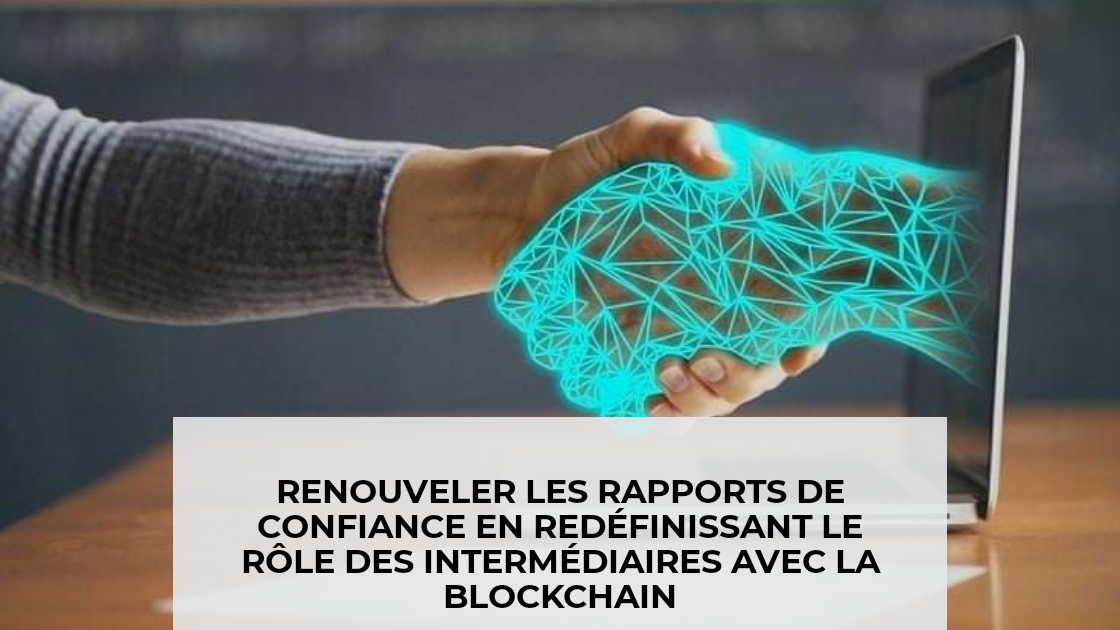 RENOUVELER LES RAPPORTS DE
CONFIANCE EN REDÉFINISSANT LE
RÔLE DES INTERMÉDIAIRES AVEC LA
BLOCKCHAIN